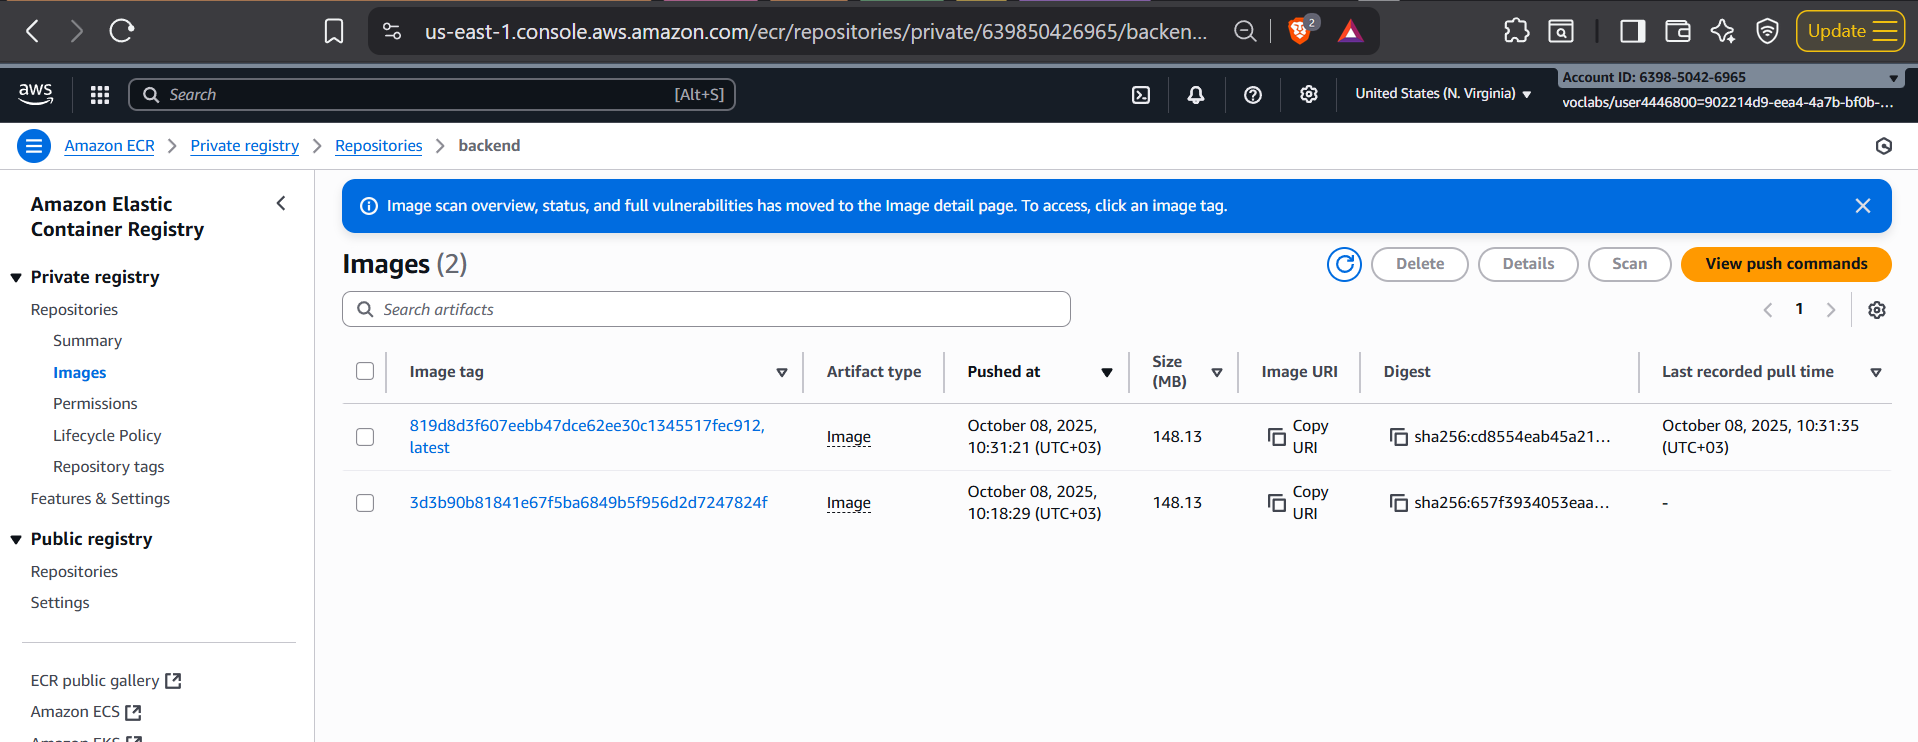 us-east-1.console.aws.amazon.com/ecr/repositories/private/639850426965/backen...
2
Update
aws
Search
[Alt+S]
United States (N. Virginia)
Account ID: 6398-5042-6965
voclabs/user4446800=902214d9-eea4-4a7b-bf0b-...
Amazon ECR
Private registry
Repositories
backend
Amazon Elastic
Container Registry
Private registry
Repositories
Summary
Images
Permissions
Lifecycle Policy
Repository tags
Features & Settings
Public registry
Repositories
Settings
ECR public gallery
Amazon ECS
Amazon EKS
Image scan overview, status, and full vulnerabilities has moved to the Image detail page. To access, click an image tag.
Images (2)
Delete
Details
Scan
View push commands
Search artifacts
1
Image tag
Artifact type
Pushed at
Size
(MB)
Image URI
Digest
Last recorded pull time
819d8d3f607eebb47dce62ee30c1345517fec912,
latest
Image
October 08, 2025,
10:31:21 (UTC+03)
148.13
Copy
URI
sha256:cd8554eab45a21...
October 08, 2025, 10:31:35
(UTC+03)
3d3b90b81841e67f5ba6849b5f956d2d7247824f
Image
October 08, 2025,
10:18:29 (UTC+03)
148.13
Copy
URI
sha256:657f3934053eaa...
-